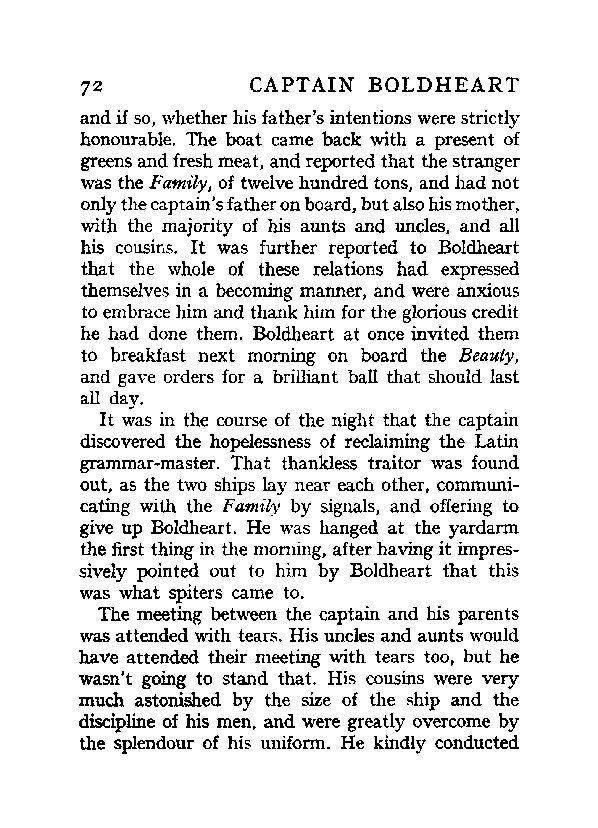 72 CAPTAIN BOLDHEART
and if so, whether his father's intentions were strictly
honourable. The boat came back with a present of
greens and fresh meat, and reported that the stranger
was the Family, of twelve hundred tons, and had not
only the captain's father on board, but also his mother,
with the majority of his aunts and uncles, and all
his cousins. It was further reported to Boldheart
that the whole of these relations had expressed
themselves in a becoming manner, and were anxious
to embrace him and thank him for the glorious credit
he had done them. Boldheart at once invited them
to breakfast next morning on board the Beauty,
and gave orders for a brilliant ball that should last
all day.
It was in the course of the night that the captain
discovered the hopelessness of reclaiming the Latin
grammar-master. That thankless traitor was found
out, as the two ships lay near each other, communi-
cating with the Family by signals, and offering to
give up Boldheart. He was hanged at the yardarm
the first thing in the morning, after having it impres-
sively pointed out to him by Boldheart that this
was what spiters came to.
The meeting between the captain and his parents
was attended with tears. His uncles and aunts would
have attended their meeting with tears too, but he
wasn't going to stand that. His cousins were very
much astonished by the size of the ship and the
discipline of his men, and were greatly overcome by
the splendour of his uniform. He kindly conducted